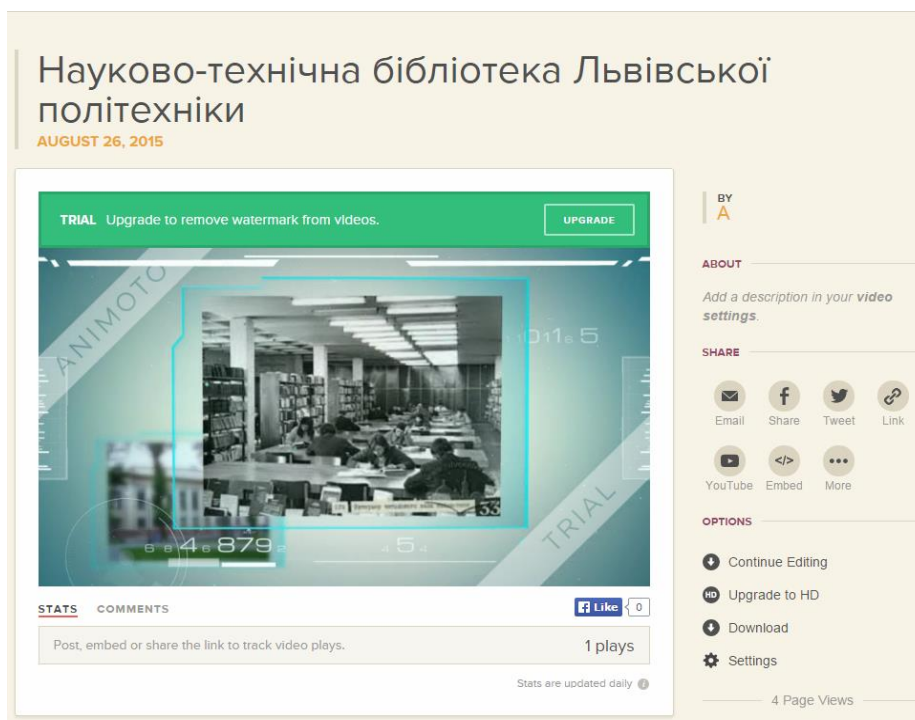 Науково-технічна бібліотека Львівської
політехніки
AUGUST 26, 2015
TRIAL Upgrade to remove watermark from videos.
UPGRADE
ANIMOTO
TRIAL
33
STATS COMMENTS
Like 0
Post, embed or share the link to track video plays. 1 plays
Stats are updated daily
BY
A
ABOUT
Add a description in your video
settings.
SHARE
Email Share Tweet Link
YouTube Embed More
OPTIONS
Continue Editing
HD Upgrade to HD
Download
Settings
4 Page Views